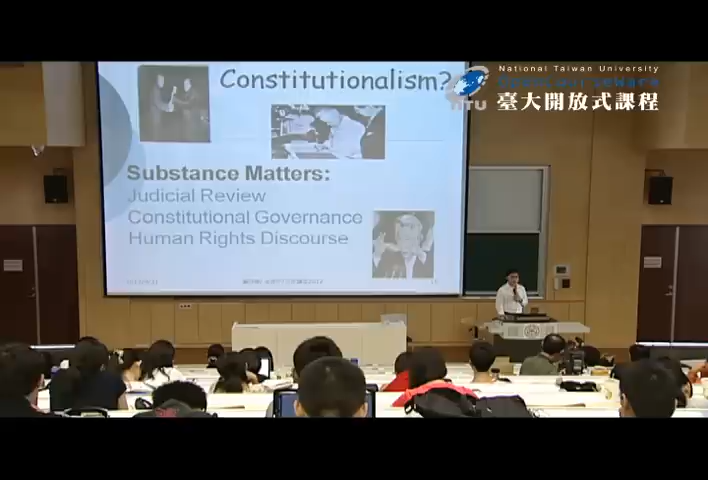 National Taiwan University
臺大開放式課程
NTU
Constitutionalism?
Substance Matters:
Judicial Review
Constitutional Governance
Human Rights Discourse